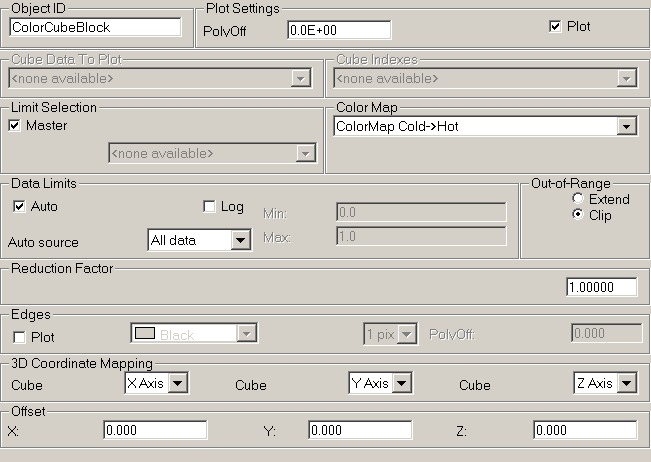 Object ID
ColorCubeBlock
Plot Settings
PolyOff 0.0E+00 Plot
Cube Data To Plot
<none available>
Cube Indexes
<none available>
Limit Selection
Master
<none available>
Color Map
ColorMap Cold->Hot
Data Limits
Auto Log Min: 0.0
Auto source All data Max: 1.0
Out-of-Range
Extend
Clip
Reduction Factor
1.00000
Edges
Plot Black 1 pix PolyOff: 0.000
3D Coordinate Mapping
Cube X Axis Cube Y Axis Cube Z Axis
Offset
X: 0.000 Y: 0.000 Z: 0.000